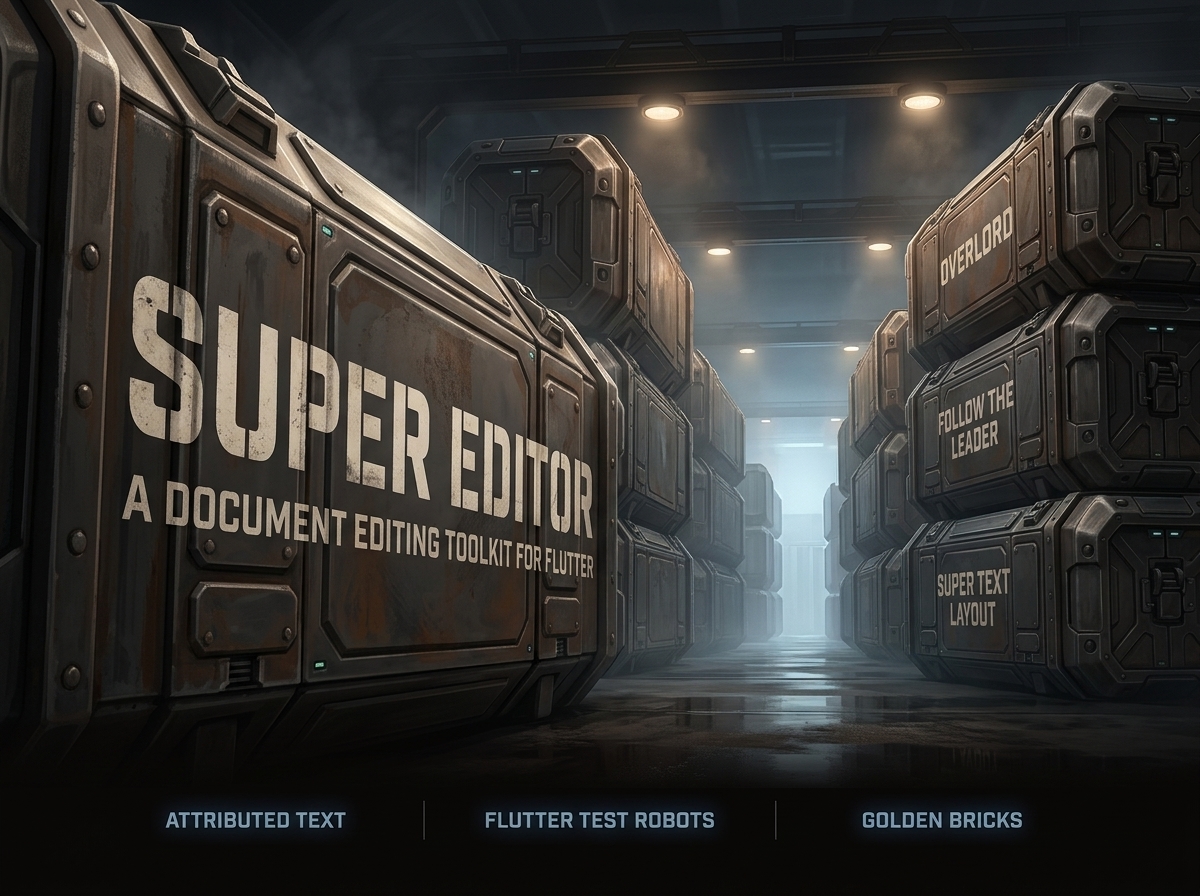 SUPER EDITOR
A DOCUMENT EDITING TOOLKIT FOR FLUTTER
OVERLORD
FOLLOW THE
LEADER
SUPER TEXT
LAYOUT
ATTRIBUTED TEXT
FLUTTER TEST ROBOTS
GOLDEN BRICKS